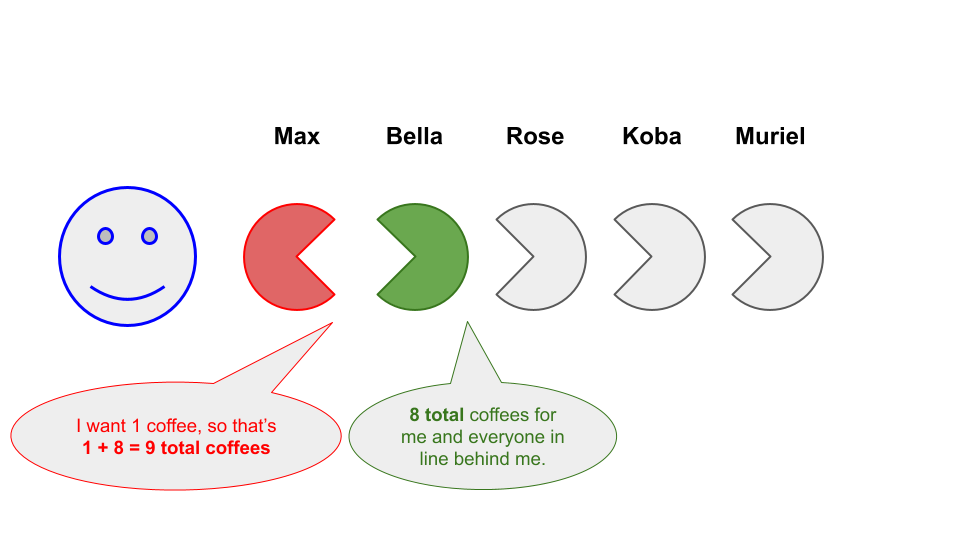 Max Bella Rose Koba Muriel
I want 1 coffee, so that’s
1 + 8 = 9 total coffees
8 total coffees for
me and everyone in
line behind me.